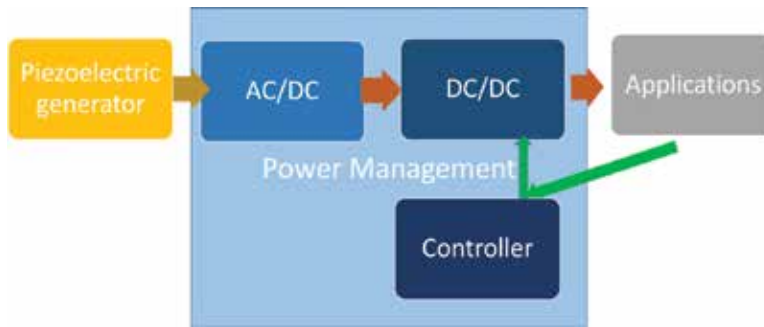 Piezoelectric
generator
AC/DC
DC/DC
Applications
Power Management
Controller